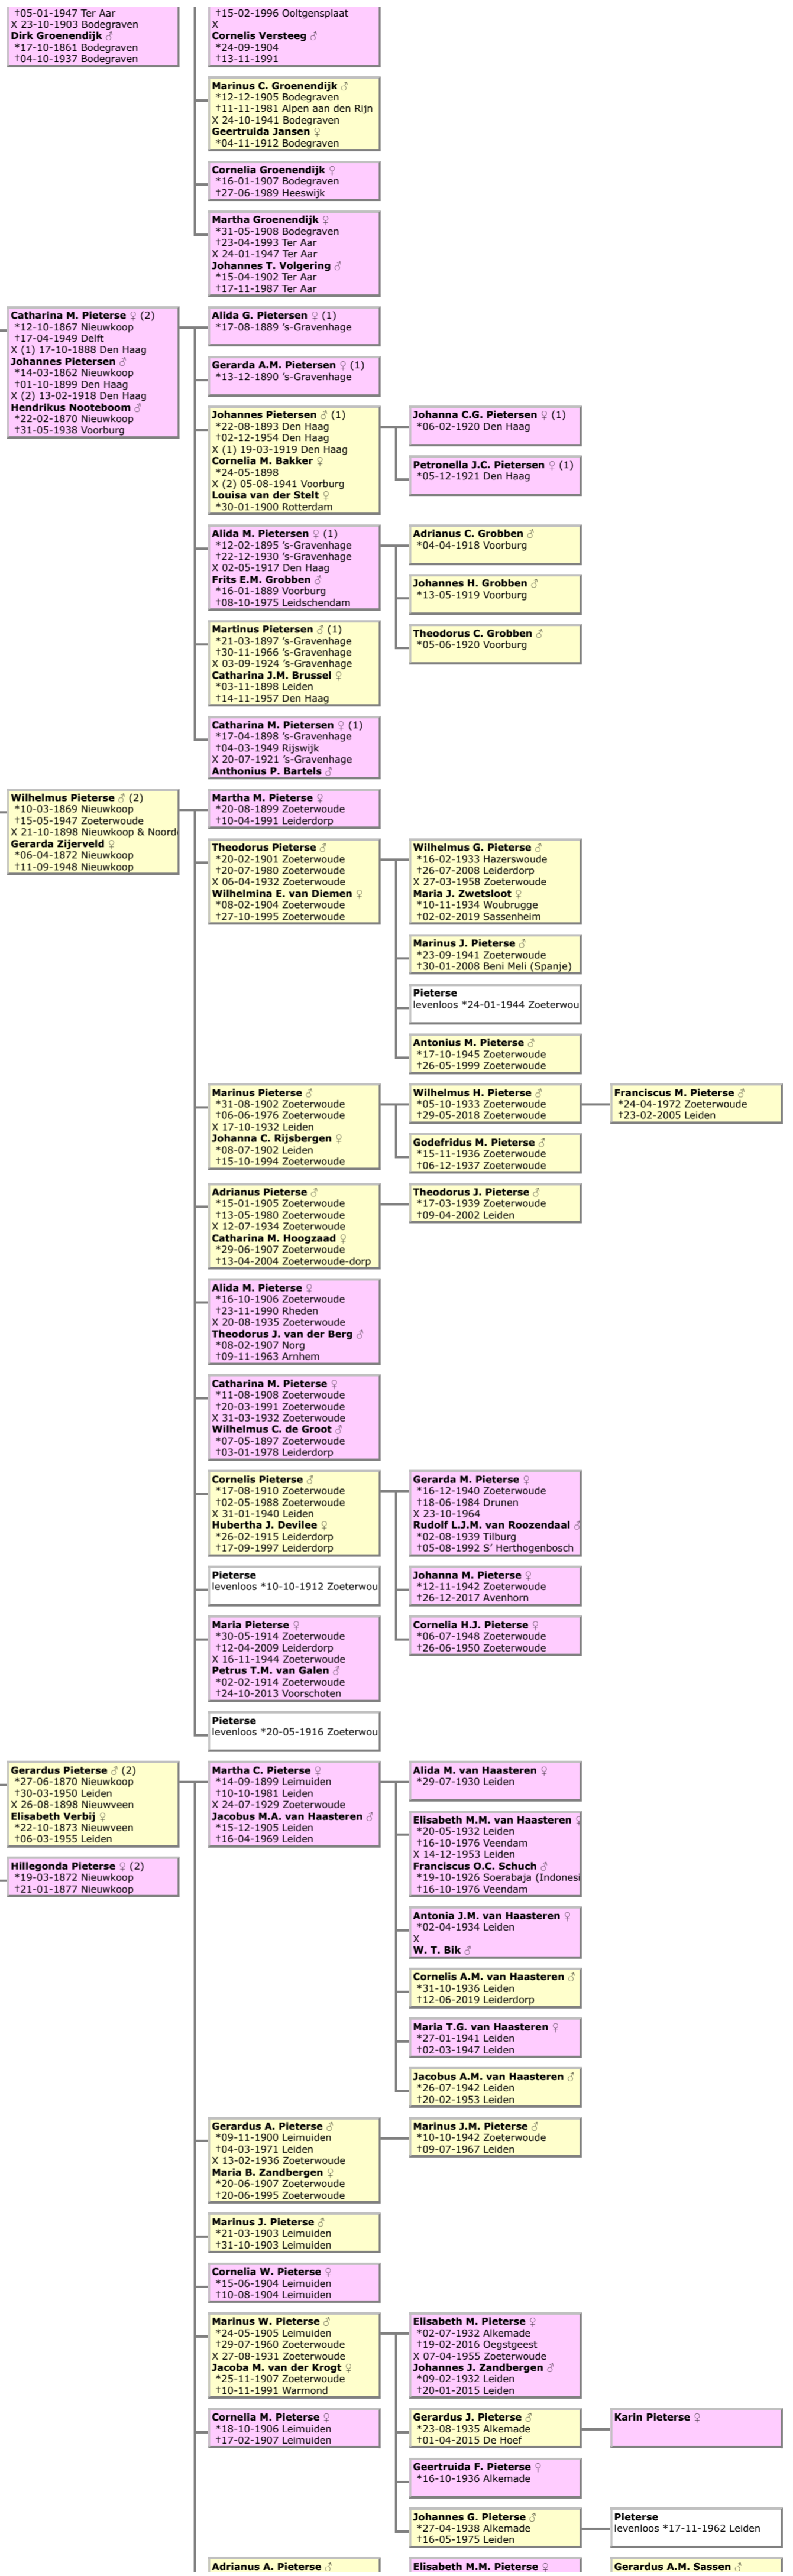 †05-01-1947 Ter Aar
X 23-10-1903 Bodegraven
Dirk Groenendijk ♂
*17-10-1861 Bodegraven
†04-10-1937 Bodegraven
†15-02-1996 Ooltgensplaat
X
Cornelis Versteeg ♂
*24-09-1904
†13-11-1991
Marinus C. Groenendijk ♂
*12-12-1905 Bodegraven
†11-11-1981 Alpen aan den Rijn
X 24-10-1941 Bodegraven
Geertruida Jansen ♀
*04-11-1912 Bodegraven
Cornelia Groenendijk ♀
*16-01-1907 Bodegraven
†27-06-1989 Heeswijk
Martha Groenendijk ♀
*31-05-1908 Bodegraven
†23-04-1993 Ter Aar
X 24-01-1947 Ter Aar
Johannes T. Volgering ♂
*15-04-1902 Ter Aar
†17-11-1987 Ter Aar
Catharina M. Pieterse ♀ (2)
*12-10-1867 Nieuwkoop
†17-04-1949 Delft
X (1) 17-10-1888 Den Haag
Johannes Pietersen ♂
*14-03-1862 Nieuwkoop
†01-10-1899 Den Haag
X (2) 13-02-1918 Den Haag
Hendrikus Nooteboom ♂
*22-02-1870 Nieuwkoop
†31-05-1938 Voorburg
Alida G. Pietersen ♀ (1)
*17-08-1889 ’s-Gravenhage
Gerarda A.M. Pietersen ♀ (1)
*13-12-1890 ’s-Gravenhage
Johannes Pietersen ♂ (1)
*22-08-1893 Den Haag
†02-12-1954 Den Haag
X (1) 19-03-1919 Den Haag
Cornelia M. Bakker ♀
*24-05-1898
X (2) 05-08-1941 Voorburg
Louisa van der Stelt ♀
*30-01-1900 Rotterdam
Johanna C.G. Pietersen ♀ (1)
*06-02-1920 Den Haag
Petronella J.C. Pietersen ♀ (1)
*05-12-1921 Den Haag
Alida M. Pietersen ♀ (1)
*12-02-1895 ’s-Gravenhage
†22-12-1930 ’s-Gravenhage
X 02-05-1917 Den Haag
Frits E.M. Grobben ♂
*16-01-1889 Voorburg
†08-10-1975 Leidschendam
Adrianus C. Grobben ♂
*04-04-1918 Voorburg
Johannes H. Grobben ♂
*13-05-1919 Voorburg
Theodorus C. Grobben ♂
*05-06-1920 Voorburg
Martinus Pietersen ♂ (1)
*21-03-1897 ’s-Gravenhage
†30-11-1966 ’s-Gravenhage
X 03-09-1924 ’s-Gravenhage
Catharina J.M. Brussel ♀
*03-11-1898 Leiden
†14-11-1957 Den Haag
Catharina M. Pietersen ♀ (1)
*17-04-1898 ’s-Gravenhage
†04-03-1949 Rijswijk
X 20-07-1921 ’s-Gravenhage
Anthonius P. Bartels ♂
Wilhelmus Pieterse ♂ (2)
*10-03-1869 Nieuwkoop
†15-05-1947 Zoeterwoude
X 21-10-1898 Nieuwkoop & Noord
Gerarda Zijerveld ♀
*06-04-1872 Nieuwkoop
†11-09-1948 Nieuwkoop
Martha M. Pieterse ♀
*20-08-1899 Zoeterwoude
†10-04-1991 Leiderdorp
Theodorus Pieterse ♂
*20-02-1901 Zoeterwoude
†20-07-1980 Zoeterwoude
X 06-04-1932 Zoeterwoude
Wilhelmina E. van Diemen ♀
*08-02-1904 Zoeterwoude
†27-10-1995 Zoeterwoude
Wilhelmus G. Pieterse ♂
*16-02-1933 Hazerswoude
†26-07-2008 Leiderdorp
X 27-03-1958 Zoeterwoude
Maria J. Zwetsloot ♀
*10-11-1934 Woubrugge
†02-02-2019 Sassenheim
Marinus J. Pieterse ♂
*23-09-1941 Zoeterwoude
†30-01-2008 Beni Meli (Spanje)
Pieterse
levenloos *24-01-1944 Zoeterwou
Antonius M. Pieterse ♂
*17-10-1945 Zoeterwoude
†26-05-1999 Zoeterwoude
Marinus Pieterse ♂
*31-08-1902 Zoeterwoude
†06-06-1976 Zoeterwoude
X 17-10-1932 Leiden
Johanna C. Rijsbergen ♀
*08-07-1902 Leiden
†15-10-1994 Zoeterwoude
Wilhelmus H. Pieterse ♂
*05-10-1933 Zoeterwoude
†29-05-2018 Zoeterwoude
Franciscus M. Pieterse ♂
*24-04-1972 Zoeterwoude
†23-02-2005 Leiden
Godefridus M. Pieterse ♂
*15-11-1936 Zoeterwoude
†06-12-1937 Zoeterwoude
Adrianus Pieterse ♂
*15-01-1905 Zoeterwoude
†13-05-1980 Zoeterwoude
X 12-07-1934 Zoeterwoude
Catharina M. Hoogzaad ♀
*29-06-1907 Zoeterwoude
†13-04-2004 Zoeterwoude-dorp
Theodorus J. Pieterse ♂
*17-03-1939 Zoeterwoude
†09-04-2002 Leiden
Alida M. Pieterse ♀
*16-10-1906 Zoeterwoude
†23-11-1990 Rheden
X 20-08-1935 Zoeterwoude
Theodorus J. van der Berg ♂
*08-02-1907 Norg
†09-11-1963 Arnhem
Catharina M. Pieterse ♀
*11-08-1908 Zoeterwoude
†20-03-1991 Zoeterwoude
X 31-03-1932 Zoeterwoude
Wilhelmus C. de Groot ♂
*07-05-1897 Zoeterwoude
†03-01-1978 Leiderdorp
Cornelis Pieterse ♂
*17-08-1910 Zoeterwoude
†02-05-1988 Zoeterwoude
X 31-01-1940 Leiden
Hubertha J. Devilee ♀
*26-02-1915 Leiderdorp
†17-09-1997 Leiderdorp
Gerarda M. Pieterse ♀
*16-12-1940 Zoeterwoude
†18-06-1984 Drunen
X 23-10-1964
Rudolf L.J.M. van Roozendaal ♂
*02-08-1939 Tilburg
†05-08-1992 S’ Herthogenbosch
Pieterse
levenloos *10-10-1912 Zoeterwou
Johanna M. Pieterse ♀
*12-11-1942 Zoeterwoude
†26-12-2017 Avenhorn
Maria Pieterse ♀
*30-05-1914 Zoeterwoude
†12-04-2009 Leiderdorp
X 16-11-1944 Zoeterwoude
Petrus T.M. van Galen ♂
*02-02-1914 Zoeterwoude
†24-10-2013 Voorschoten
Cornelia H.J. Pieterse ♀
*06-07-1948 Zoeterwoude
†26-06-1950 Zoeterwoude
Pieterse
levenloos *20-05-1916 Zoeterwou
Gerardus Pieterse ♂ (2)
*27-06-1870 Nieuwkoop
†30-03-1950 Leiden
X 26-08-1898 Nieuwveen
Elisabeth Verbij ♀
*22-10-1873 Nieuwveen
†06-03-1955 Leiden
Hillegonda Pieterse ♀ (2)
*19-03-1872 Nieuwkoop
†21-01-1877 Nieuwkoop
Martha C. Pieterse ♀
*14-09-1899 Leimuiden
†10-10-1981 Leiden
X 24-07-1929 Zoeterwoude
Jacobus M.A. van Haasteren ♂
*15-12-1905 Leiden
†16-04-1969 Leiden
Alida M. van Haasteren ♀
*29-07-1930 Leiden
Elisabeth M.M. van Haasteren ♀
*20-05-1932 Leiden
†16-10-1976 Veendam
X 14-12-1953 Leiden
Franciscus O.C. Schuch ♂
*19-10-1926 Soerabaja (Indonesi
†16-10-1976 Veendam
Antonia J.M. van Haasteren ♀
*02-04-1934 Leiden
X
W. T. Bik ♂
Cornelis A.M. van Haasteren ♂
*31-10-1936 Leiden
†12-06-2019 Leiderdorp
Maria T.G. van Haasteren ♀
*27-01-1941 Leiden
†02-03-1947 Leiden
Jacobus A.M. van Haasteren ♂
*26-07-1942 Leiden
†20-02-1953 Leiden
Gerardus A. Pieterse ♂
*09-11-1900 Leimuiden
†04-03-1971 Leiden
X 13-02-1936 Zoeterwoude
Maria B. Zandbergen ♀
*20-06-1907 Zoeterwoude
†20-06-1995 Zoeterwoude
Marinus J.M. Pieterse ♂
*10-10-1942 Zoeterwoude
†09-07-1967 Leiden
Marinus J. Pieterse ♂
*21-03-1903 Leimuiden
†31-10-1903 Leimuiden
Cornelia W. Pieterse ♀
*15-06-1904 Leimuiden
†10-08-1904 Leimuiden
Marinus W. Pieterse ♂
*24-05-1905 Leimuiden
†29-07-1960 Zoeterwoude
X 27-08-1931 Zoeterwoude
Jacoba M. van der Krogt ♀
*25-11-1907 Zoeterwoude
†10-11-1991 Warmond
Elisabeth M. Pieterse ♀
*02-07-1932 Alkemade
†19-02-2016 Oegstgeest
X 07-04-1955 Zoeterwoude
Johannes J. Zandbergen ♂
*09-02-1932 Leiden
†20-01-2015 Leiden
Cornelia M. Pieterse ♀
*18-10-1906 Leimuiden
†17-02-1907 Leimuiden
Gerardus J. Pieterse ♂
*23-08-1935 Alkemade
†01-04-2015 De Hoef
Karin Pieterse ♀
Geertruida F. Pieterse ♀
*16-10-1936 Alkemade
Johannes G. Pieterse ♂
*27-04-1938 Alkemade
†16-05-1975 Leiden
Pieterse
levenloos *17-11-1962 Leiden
Adrianus A. Pieterse ♂
Elisabeth M.M. Pieterse ♀
Gerardus A.M. Sassen ♂